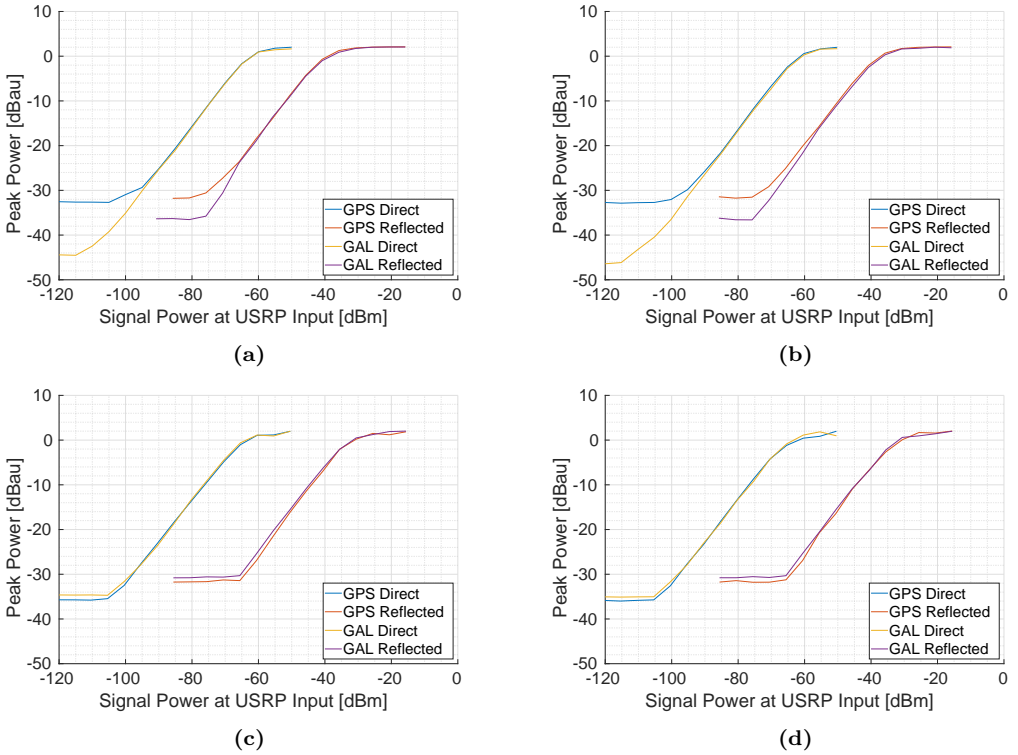 10
0
-10
-20
-30
-40
-50
Peak Power [dBau]
-120 -100 -80 -60 -40 -20 0
Signal Power at USRP Input [dBm]
GPS Direct
GPS Reflected
GAL Direct
GAL Reflected
(a)
10
0
-10
-20
-30
-40
-50
Peak Power [dBau]
-120 -100 -80 -60 -40 -20 0
Signal Power at USRP Input [dBm]
GPS Direct
GPS Reflected
GAL Direct
GAL Reflected
(b)
10
0
-10
-20
-30
-40
-50
Peak Power [dBau]
-120 -100 -80 -60 -40 -20 0
Signal Power at USRP Input [dBm]
GPS Direct
GPS Reflected
GAL Direct
GAL Reflected
(c)
10
0
-10
-20
-30
-40
-50
Peak Power [dBau]
-120 -100 -80 -60 -40 -20 0
Signal Power at USRP Input [dBm]
GPS Direct
GPS Reflected
GAL Direct
GAL Reflected
(d)